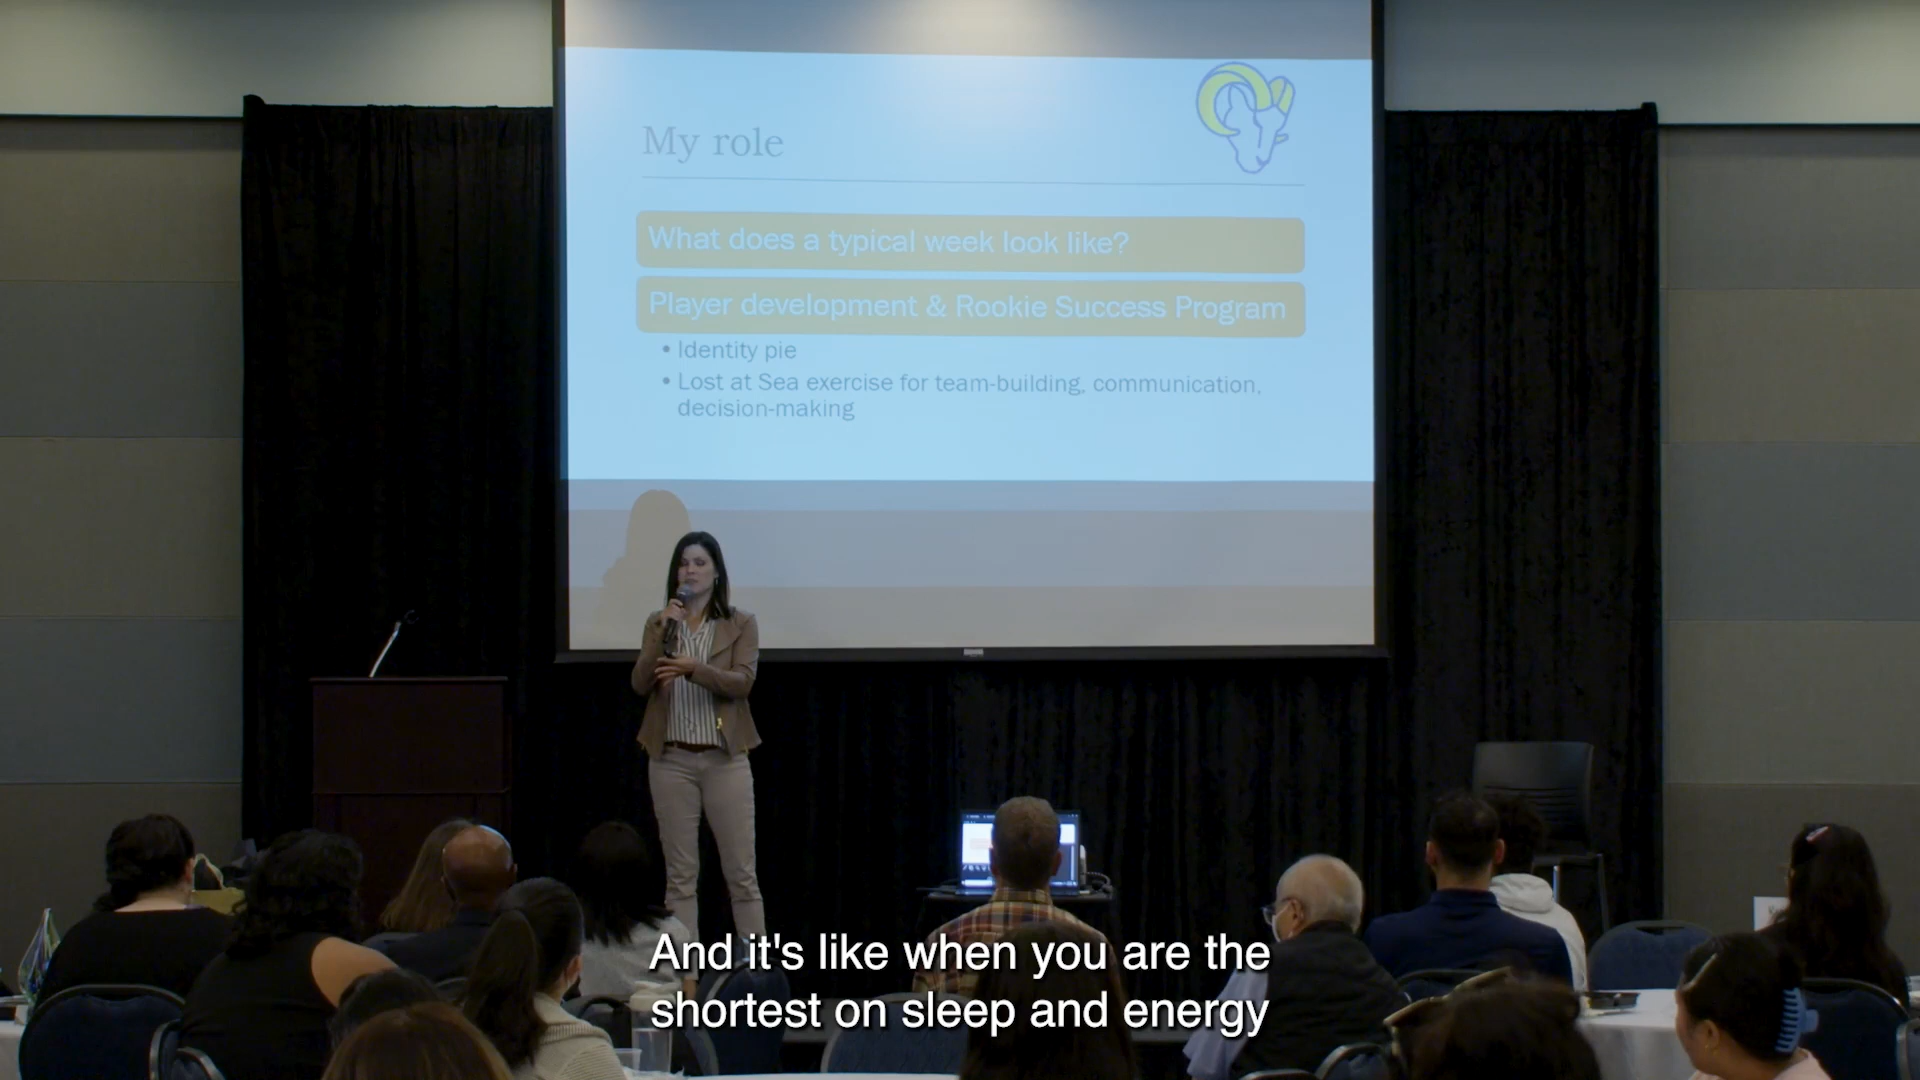 My role
What does a typical week look like?
Player development & Rookie Success Program
• Identity pie
• Lost at Sea exercise for team-building, communication,
decision-making
And it's like when you are the
shortest on sleep and energy